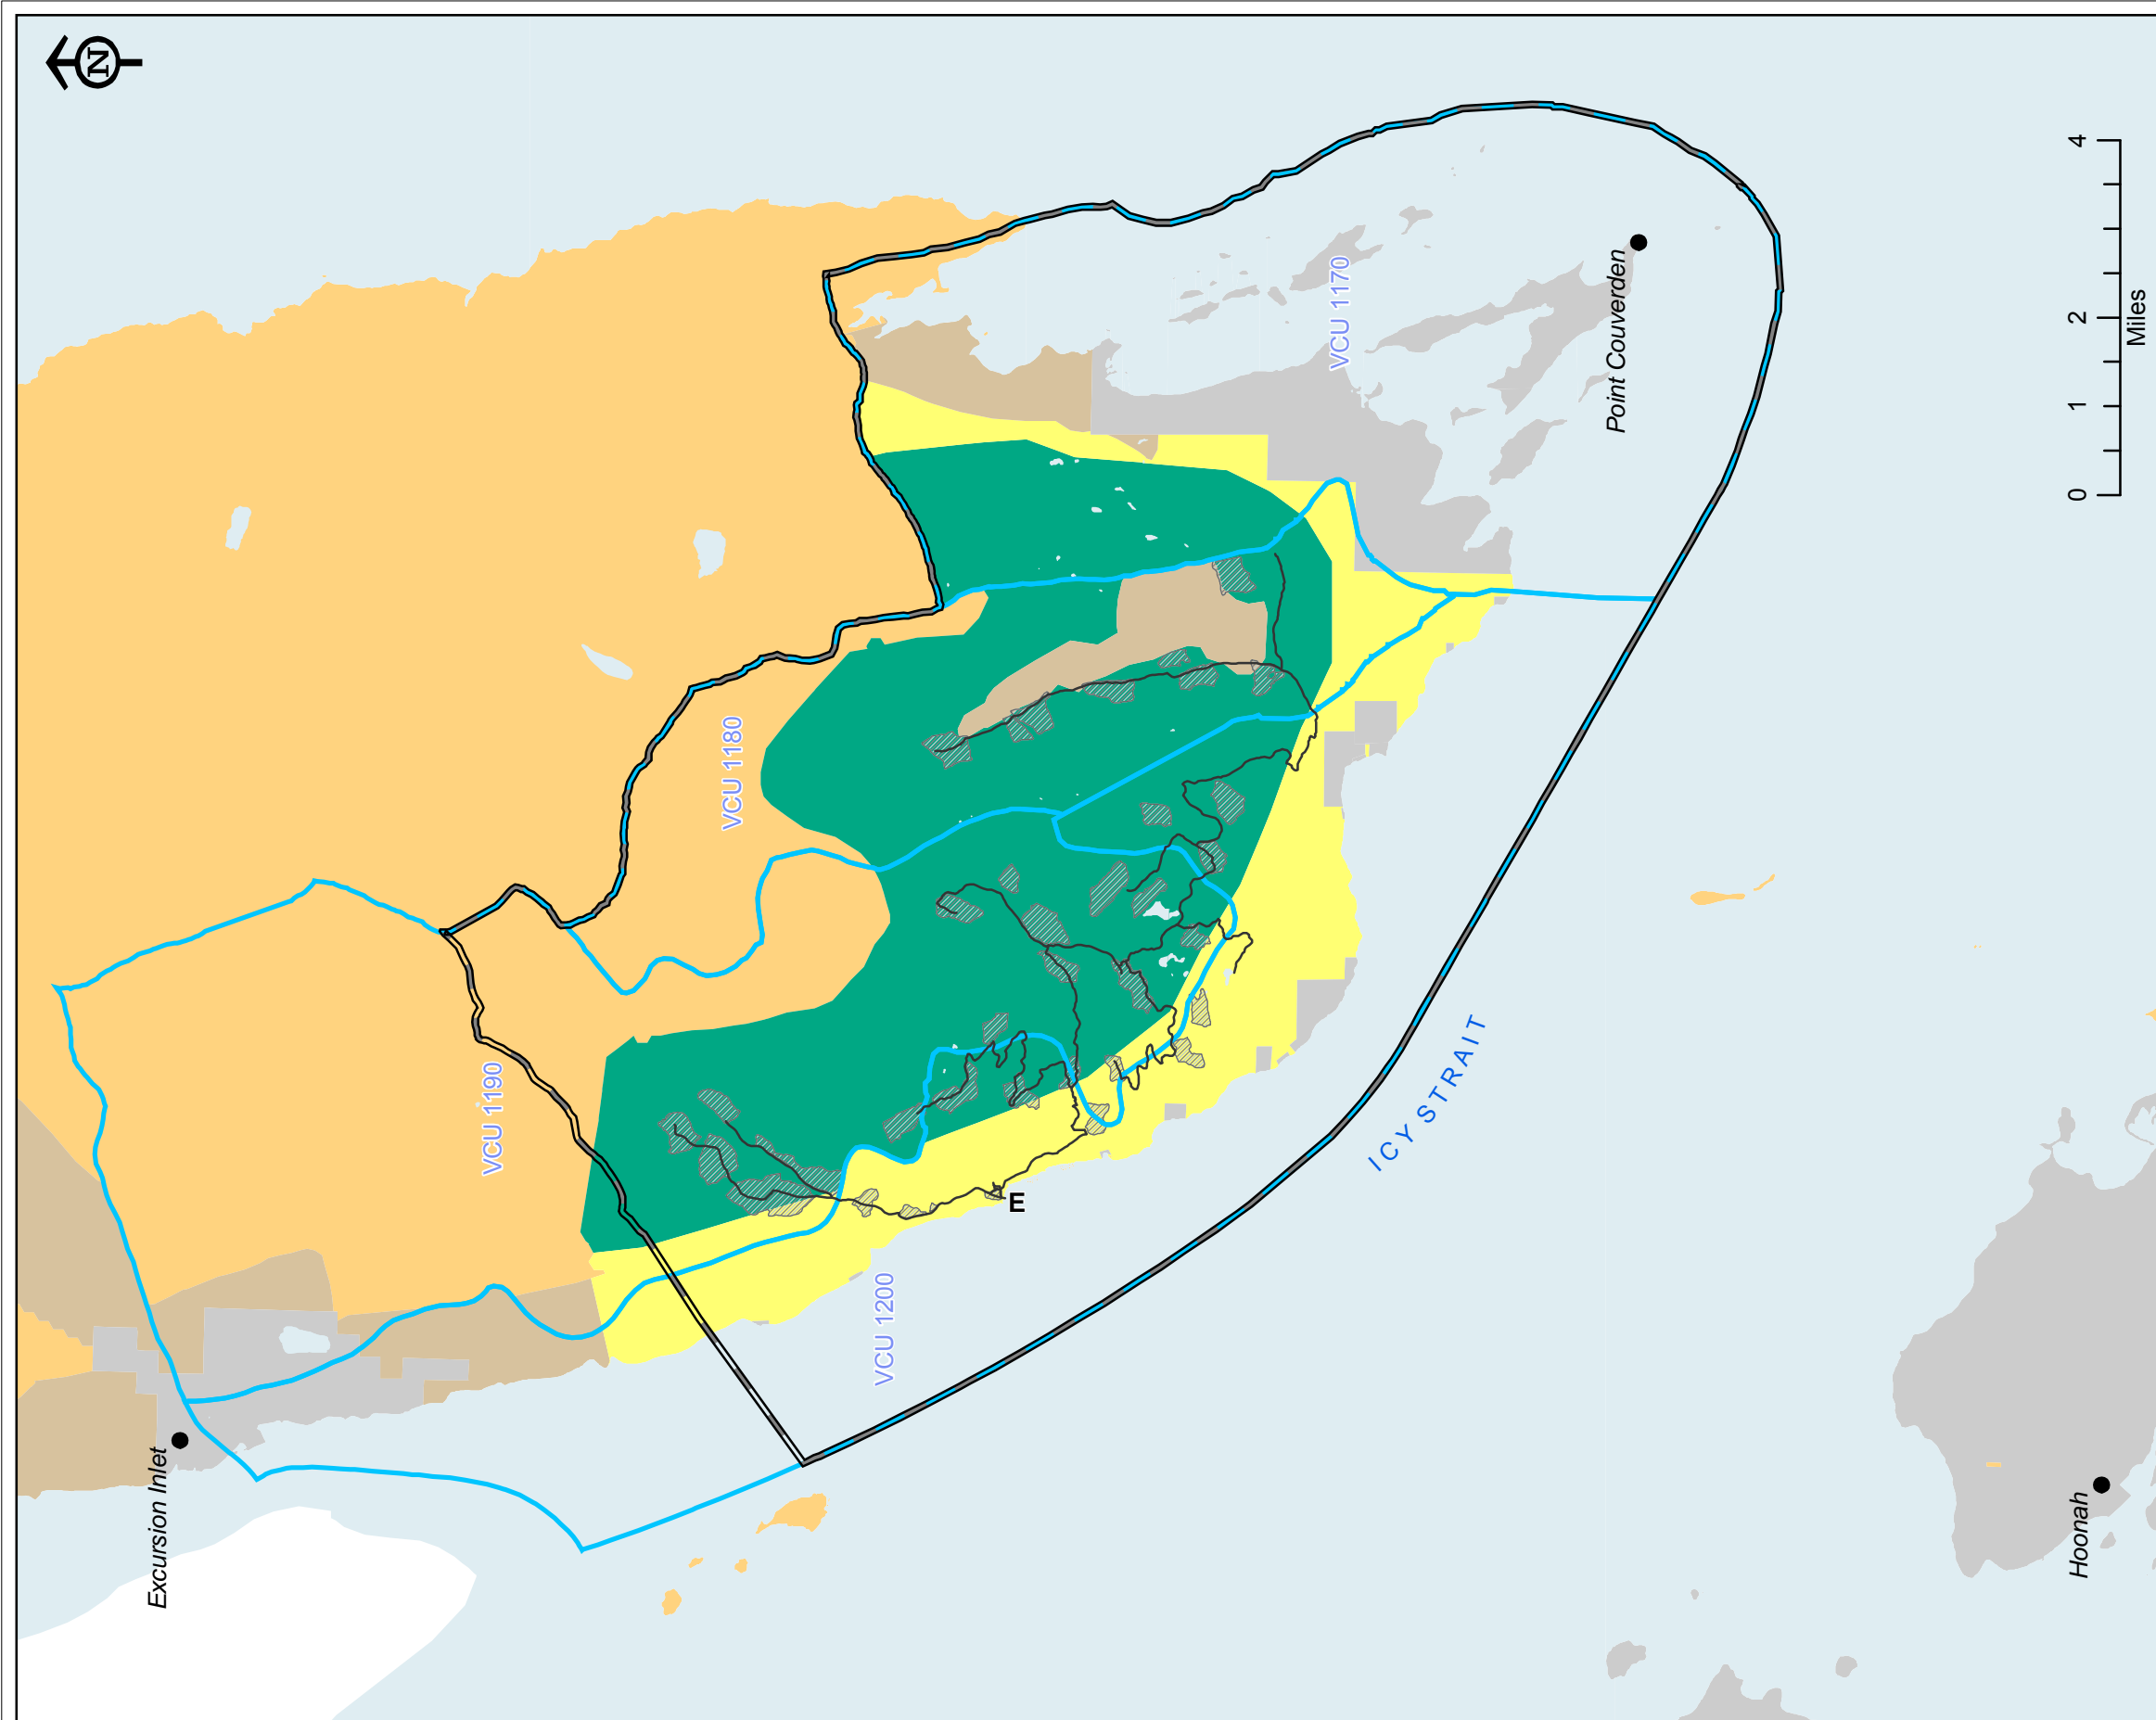 N
Excursion Inlet
VCU 1190
VCU 1180
VCU 1200
VCU 1170
Point Couverden
E
ICY STRAIT
Hoonah
0 1 2 4
Miles